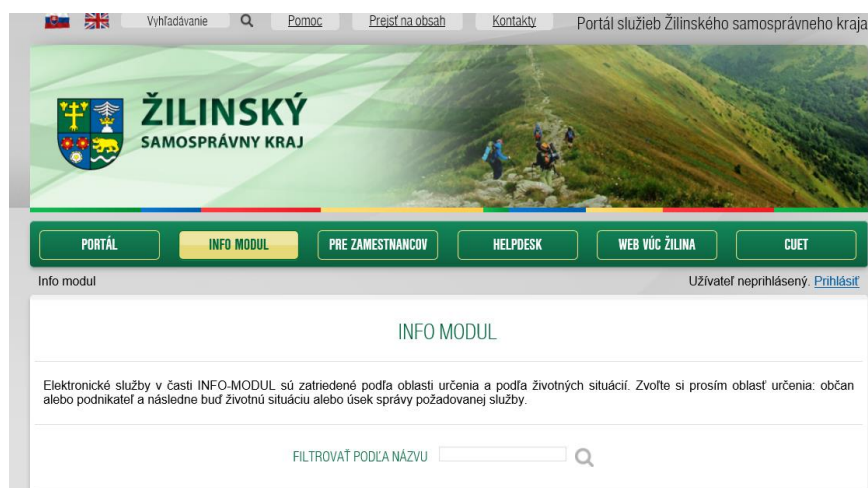 Vyhľadávanie Pomoc Prejsť na obsah Kontakty Portál služieb Žilinského samosprávneho kraja
ŽILINSKÝ
SAMOSPRÁVNY KRAJ
PORTÁL INFO MODUL PRE ZAMESTNANCOV HELPDESK WEB VÚC ŽILINA CUET
Info modul Užívateľ neprihlásený. Prihlásiť
INFO MODUL
Elektronické služby v časti INFO-MODUL sú zatriedené podľa oblasti určenia a podľa životných situácií. Zvoľte si prosím oblasť určenia: občan
alebo podnikateľ a následne buď životnú situáciu alebo úsek správy požadovanej služby.
FILTROVAŤ PODĽA NÁZVU